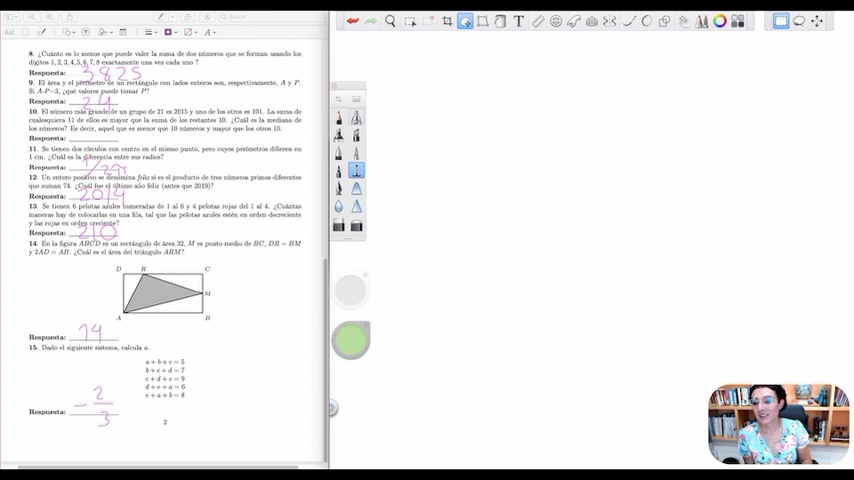 Buscar
8. ¿Cuánto es lo menos que puede valer la suma de dos números que se forman usando los
dígitos 1, 2, 3, 4, 5, 6, 7, 8 exactamente una vez cada uno ?
Respuesta: 3825
9. El área y el perímetro de un rectángulo con lados enteros son, respectivamente, A y P.
Si A-P=3, ¿qué valores puede tomar P?
Respuesta: 24
10. El número más grande de un grupo de 21 es 2015 y uno de los otros es 101. La suma de
cualesquiera 11 de ellos es mayor que la suma de los restantes 10. ¿Cuál es la mediana de
los números? Es decir, aquel que es menor que 10 números y mayor que los otros 10.
Respuesta:
11. Se tienen dos círculos con centro en el mismo punto, pero cuyos perímetros difieren en
1 cm. ¿Cuál es la diferencia entre sus radios?
Respuesta: 1/2π
12. Un entero positivo se denomina feliz si es el producto de tres números primos diferentes
que suman 74. ¿Cuál fue el último año feliz (antes que 2019)?
Respuesta: 2014
13. Se tienen 6 pelotas azules numeradas de 1 al 6 y 4 pelotas rojas del 1 al 4. ¿Cuántas
maneras hay de colocarlas en una fila, tal que las pelotas azules estén en orden decreciente
y las rojas en orden creciente?
Respuesta: 210
14. En la figura ABCD es un rectángulo de área 32, M es punto medio de BC, DR = BM
y 2AD = AB. ¿Cuál es el área del triángulo ARM?
D R C
M
A B
Respuesta: 14
15. Dado el siguiente sistema, calcula a.
a + b + c = 5
b + c + d = 7
c + d + e = 9
d + e + a = 6
e + a + b = 8
Respuesta: -2/3
2